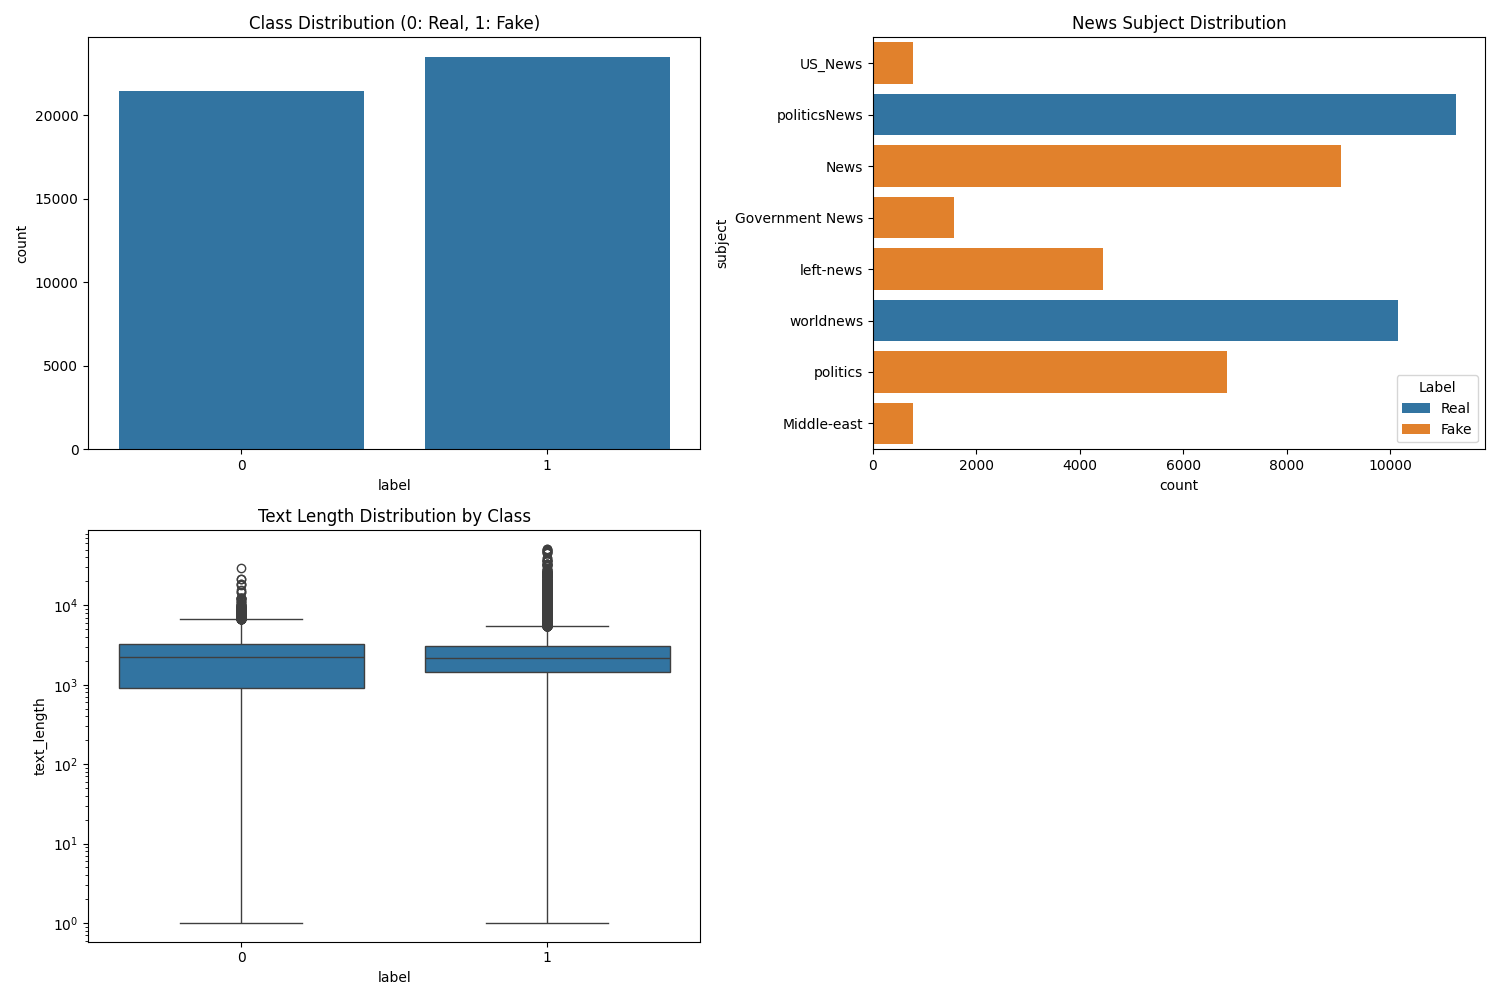 Class Distribution (0: Real, 1: Fake)
count
20000
15000
10000
5000
0
0 1
label
News Subject Distribution
subject
US_News
politicsNews
News
Government News
left-news
worldnews
politics
Middle-east
Label
Real
Fake
0 2000 4000 6000 8000 10000
count
Text Length Distribution by Class
text_length
10^4
10^3
10^2
10^1
10^0
0 1
label